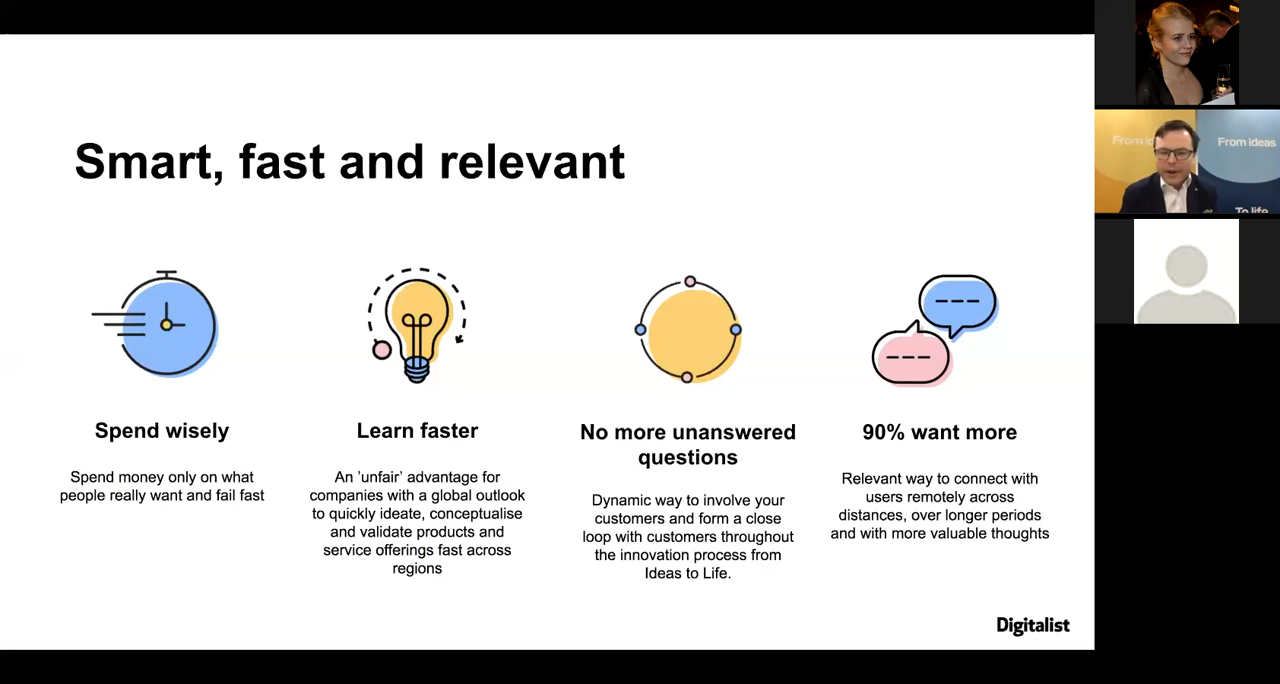 Smart, fast and relevant
Spend wisely
Spend money only on what
people really want and fail fast
Learn faster
An 'unfair' advantage for
companies with a global outlook
to quickly ideate, conceptualise
and validate products and
service offerings fast across
regions
No more unanswered
questions
Dynamic way to involve your
customers and form a close
loop with customers throughout
the innovation process from
Ideas to Life.
90% want more
Relevant way to connect with
users remotely across
distances, over longer periods
and with more valuable thoughts
Digitalist
From id
From ideas
To life